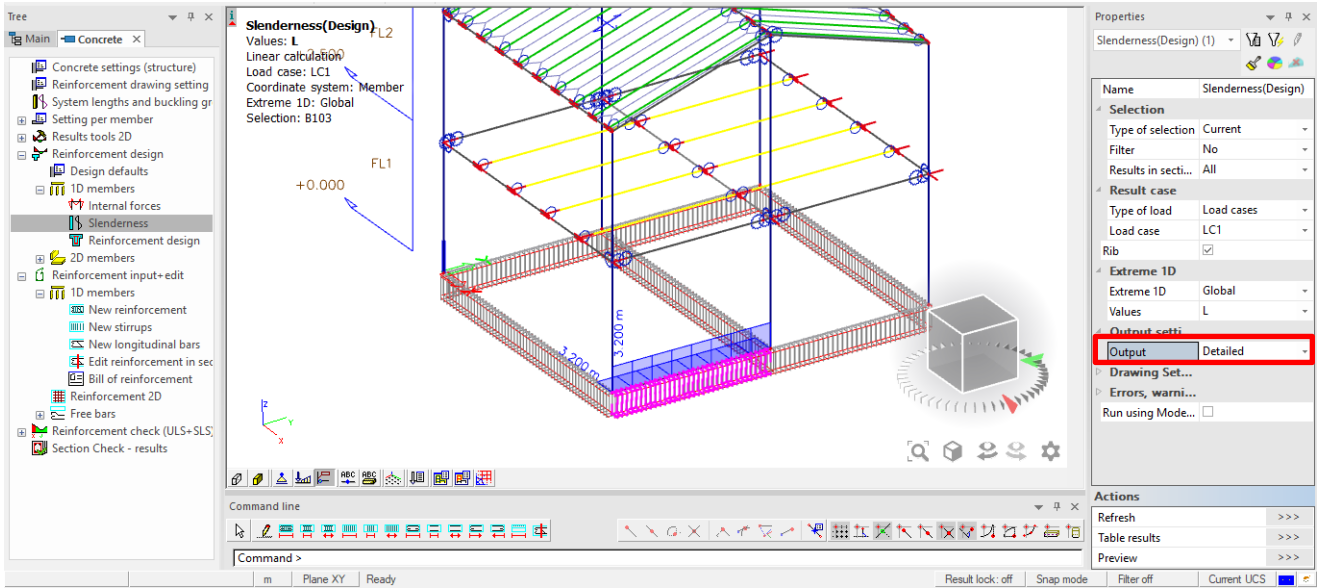 Tree
Main
Concrete
Concrete settings (structure)
Reinforcement drawing setting
System lengths and buckling gr
Setting per member
Results tools 2D
Reinforcement design
Design defaults
1D members
Internal forces
Slenderness
Reinforcement design
2D members
Reinforcement input+edit
1D members
New reinforcement
New stirrups
New longitudinal bars
Edit reinforcement in sec
Bill of reinforcement
Reinforcement 2D
Free bars
Reinforcement check (ULS+SLS)
Section Check - results
Slenderness(Design)
Values: L
Linear calculation
Load case: LC1
Coordinate system: Member
Extreme 1D: Global
Selection: B103
FL2
FL1
+0.000
3.200 m
3.200 m
Z
Y
X
ABC
ABC
Command line
Command >
m
Plane XY
Ready
Result lock: off
Snap mode
Filter off
Current UCS
Properties
Slenderness(Design) (1)
Name Slenderness(Design)
Selection
Type of selection Current
Filter No
Results in secti... All
Result case
Type of load Load cases
Load case LC1
Rib
Extreme 1D
Extreme 1D Global
Values L
Output setti
Output Detailed
Drawing Set...
Errors, warni...
Run using Mode...
Actions
Refresh >>>
Table results >>>
Preview >>>